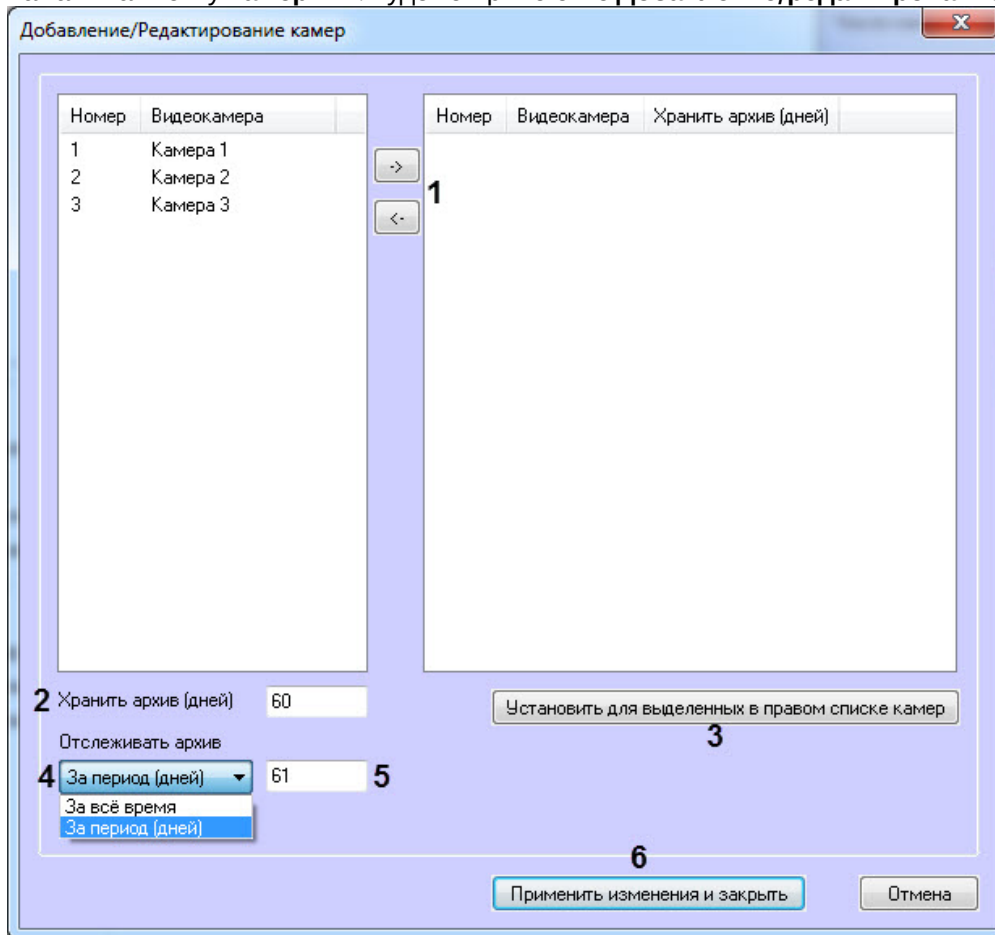 Добавление/Редактирование камер
Номер Видеокамера
1 Камера 1
2 Камера 2
3 Камера 3
->
<-
1
Номер Видеокамера Хранить архив (дней)
2 Хранить архив (дней) 60
Установить для выделенных в правом списке камер
3
Отслеживать архив
4 За период (дней) 61 5
За всё время
За период (дней)
6
Применить изменения и закрыть Отмена